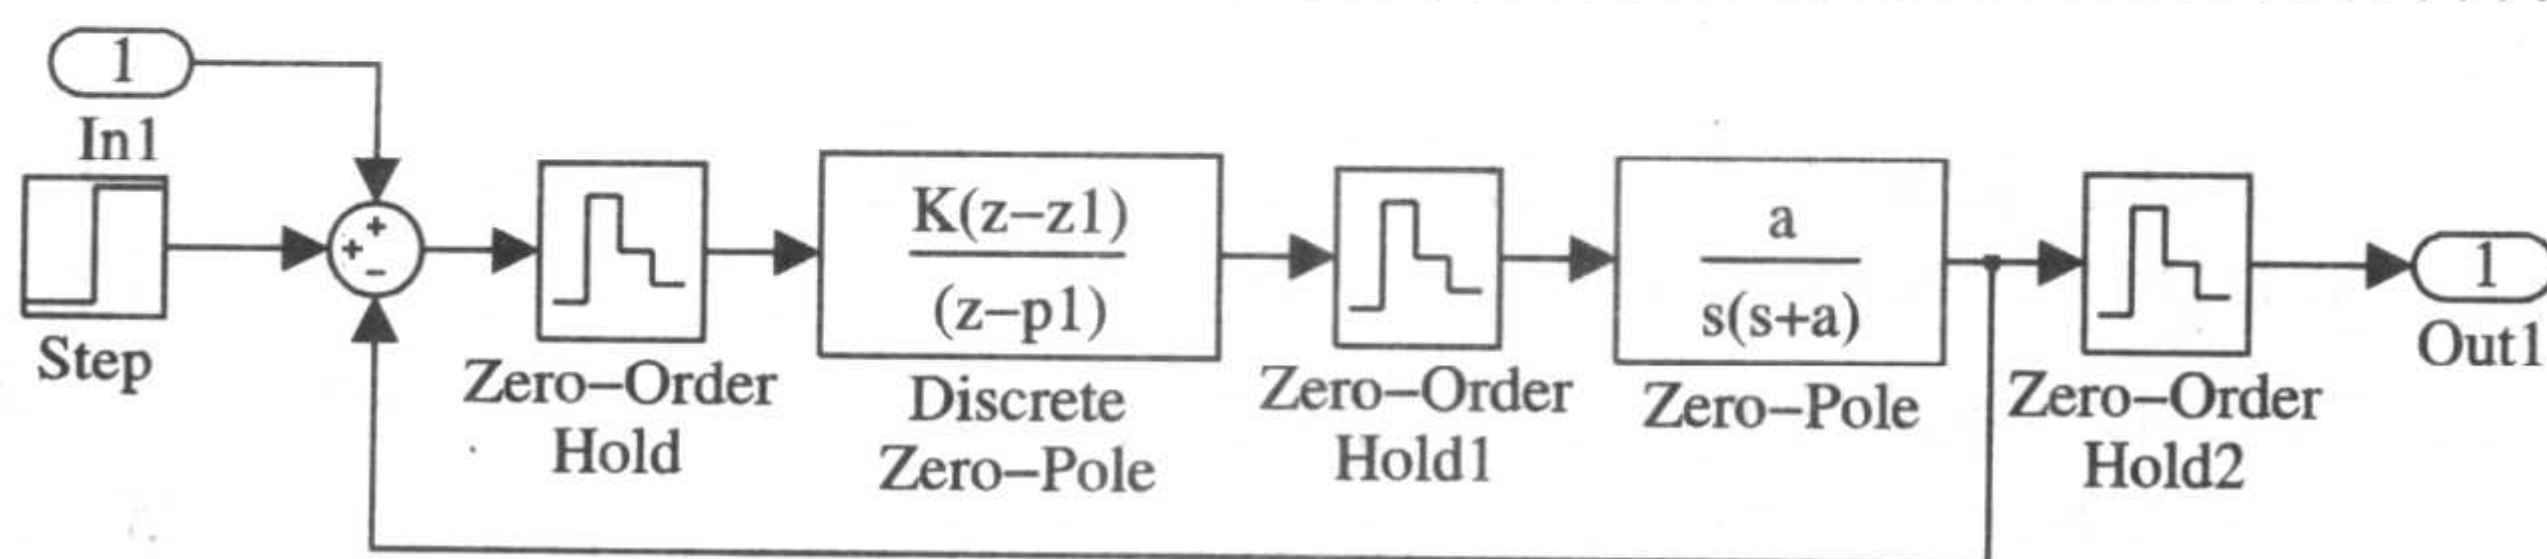 1
In1
Step
+
+
−
Zero−Order
Hold
K(z−z1)
(z−p1)
Discrete
Zero−Pole
Zero−Order
Hold1
a
s(s+a)
Zero−Pole
Zero−Order
Hold2
1
Out1